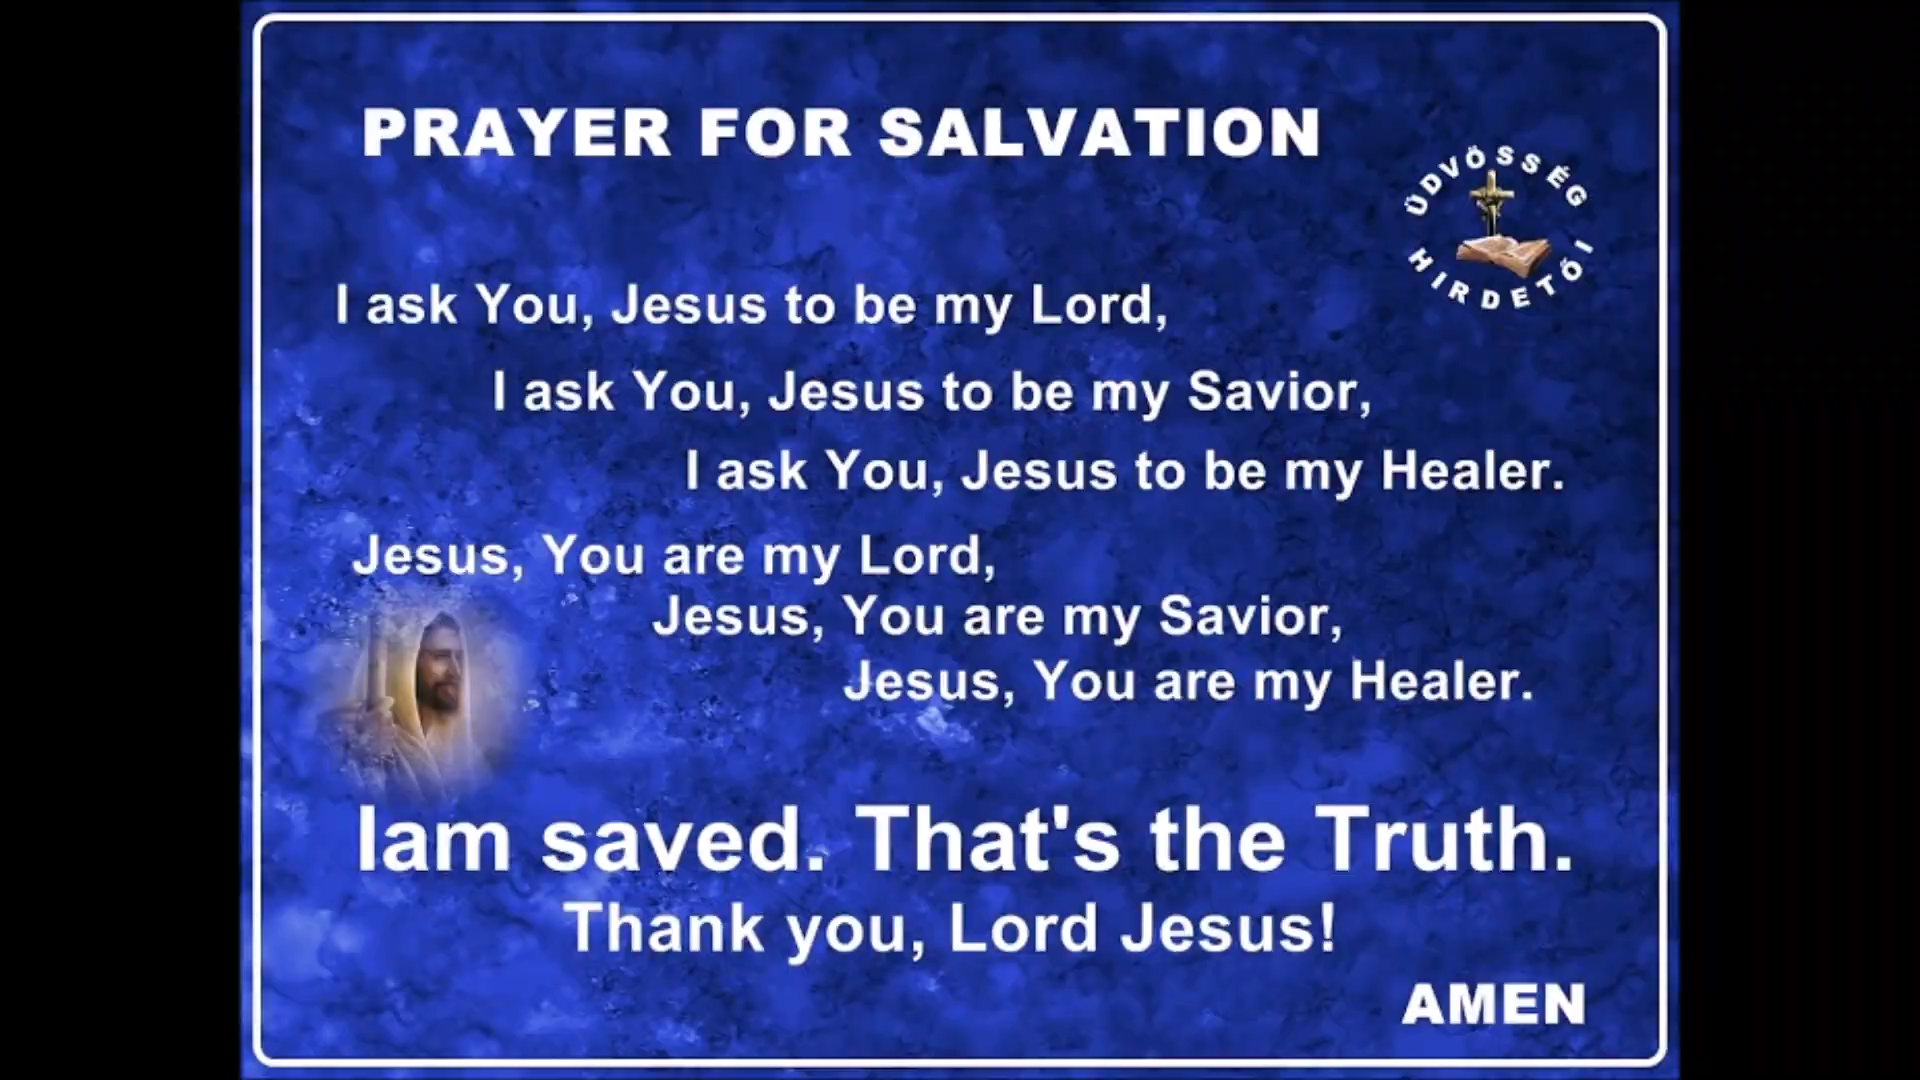 PRAYER FOR SALVATION
ÜDVÖSSÉG
HIRDETŐI
I ask You, Jesus to be my Lord,
I ask You, Jesus to be my Savior,
I ask You, Jesus to be my Healer.
Jesus, You are my Lord,
Jesus, You are my Savior,
Jesus, You are my Healer.
Iam saved. That's the Truth.
Thank you, Lord Jesus!
AMEN